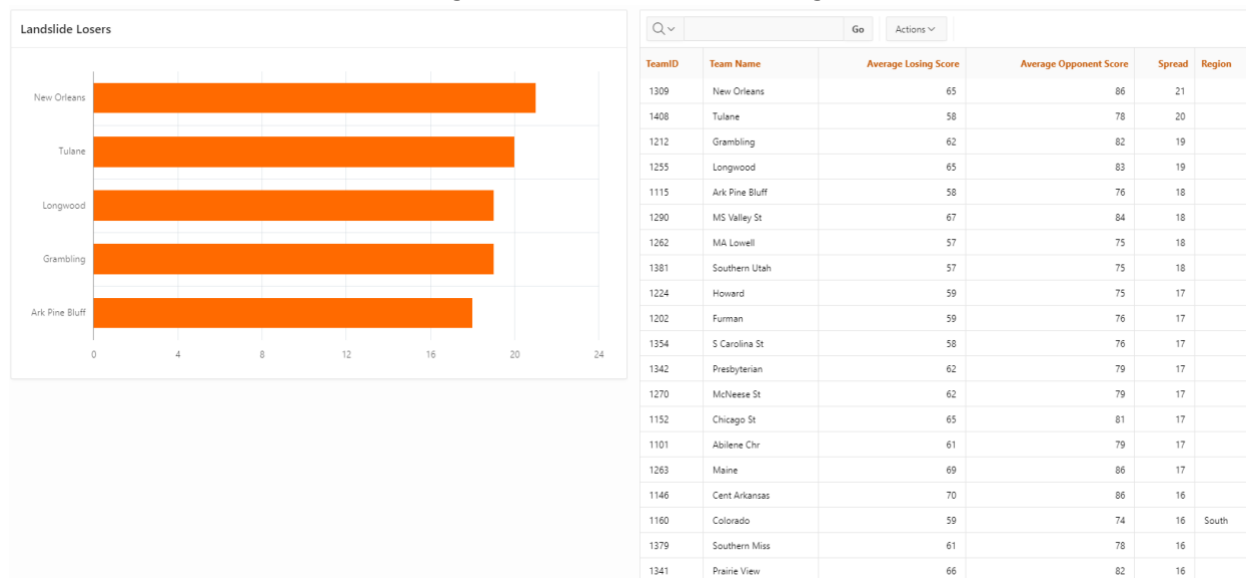 Landslide Losers
New Orleans
Tulane
Longwood
Grambling
Ark Pine Bluff
0 4 8 12 16 20 24
Go Actions
TeamID Team Name Average Losing Score Average Opponent Score Spread Region
1309 New Orleans 65 86 21
1408 Tulane 58 78 20
1212 Grambling 62 82 19
1255 Longwood 65 83 19
1115 Ark Pine Bluff 58 76 18
1290 MS Valley St 67 84 18
1262 MA Lowell 57 75 18
1381 Southern Utah 57 75 18
1224 Howard 59 75 17
1202 Furman 59 76 17
1354 S Carolina St 58 76 17
1342 Presbyterian 62 79 17
1270 McNeese St 62 79 17
1152 Chicago St 65 81 17
1101 Abilene Chr 61 79 17
1263 Maine 69 86 17
1146 Cent Arkansas 70 86 16
1160 Colorado 59 74 16 South
1379 Southern Miss 61 78 16
1341 Prairie View 66 82 16